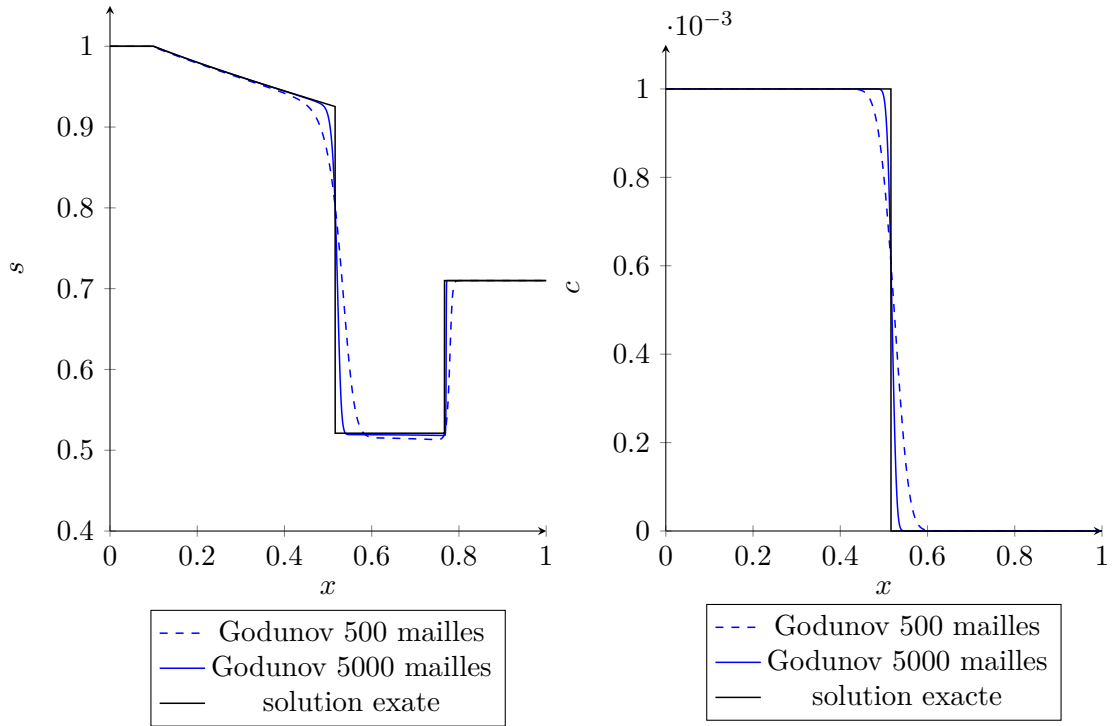 1
0.9
0.8
0.7
0.6
0.5
0.4
s
0 0.2 0.4 0.6 0.8 1
x
Godunov 500 mailles
Godunov 5000 mailles
solution exate
·10⁻³
1
0.8
0.6
0.4
0.2
0
c
0 0.2 0.4 0.6 0.8 1
x
Godunov 500 mailles
Godunov 5000 mailles
solution exacte